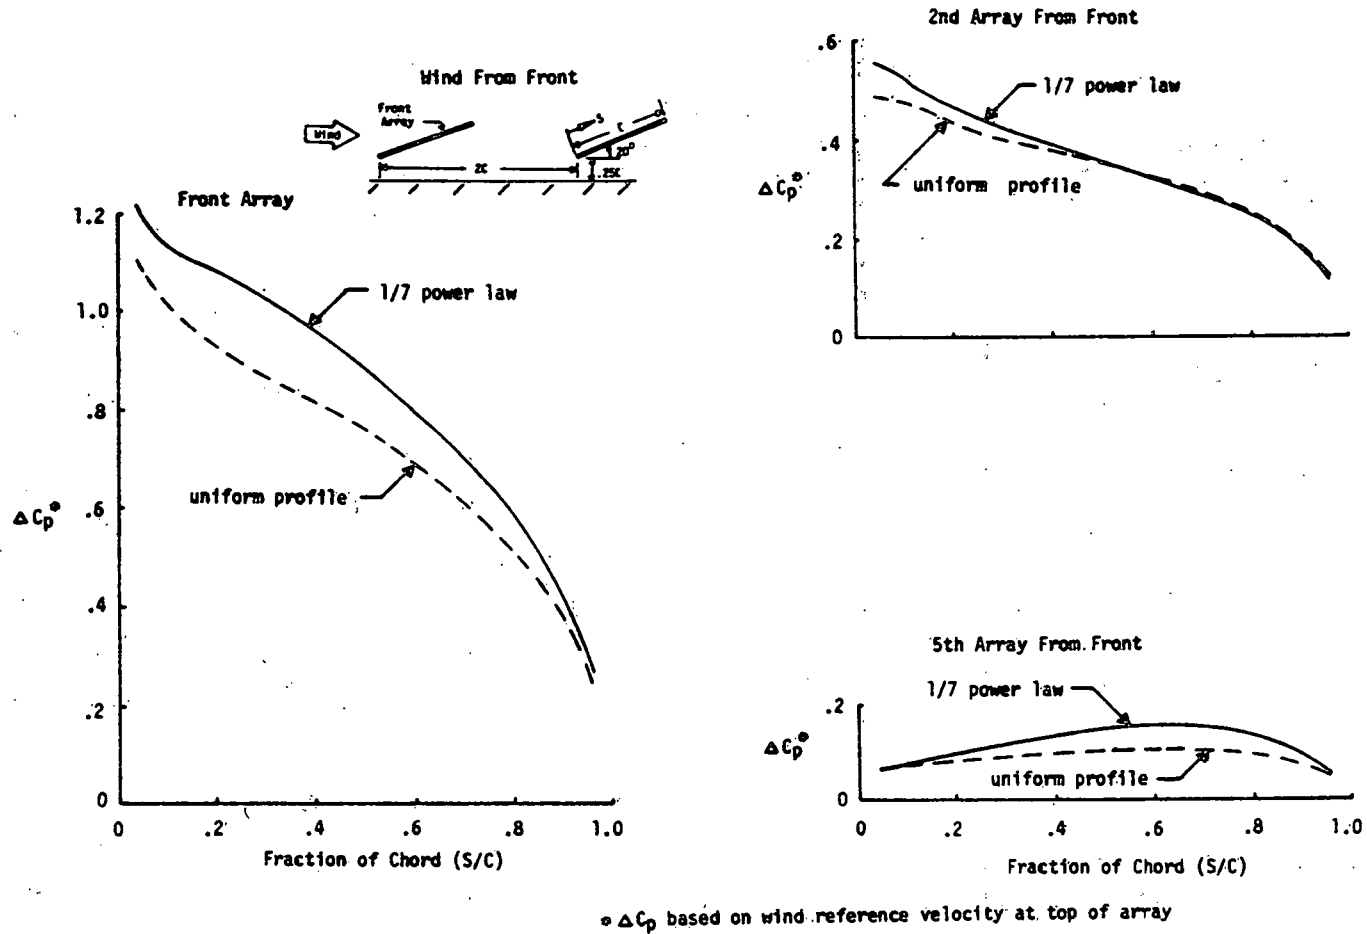 Wind From Front
Front
Array
Wind
S
C
20°
2C
.25C
Front Array
1.2
1.0
.8
.6
.4
.2
0
ΔCp*
1/7 power law
uniform profile
0 .2 .4 .6 .8 1.0
Fraction of Chord (S/C)
2nd Array From Front
.6
.4
.2
0
ΔCp*
1/7 power law
uniform profile
5th Array From Front
1/7 power law
.2
0
ΔCp*
uniform profile
0 .2 .4 .6 .8 1.0
Fraction of Chord (S/C)
* ΔCp based on wind reference velocity at top of array